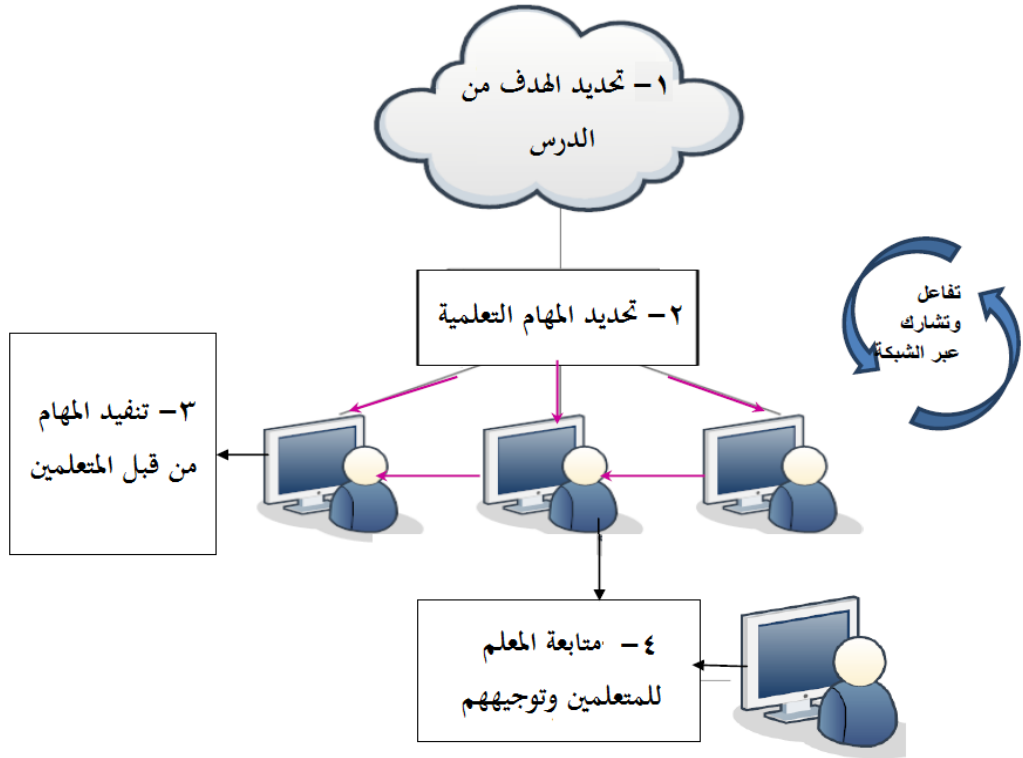 ١– تحديد الهدف من
الدرس
٢– تحديد المهام التعلمية
تفاعل
وتشارك
عبر الشبكة
٣– تنفيد المهام
من قبل المتعلمين
٤– متابعة المعلم
للمتعلمين وتوجيههم